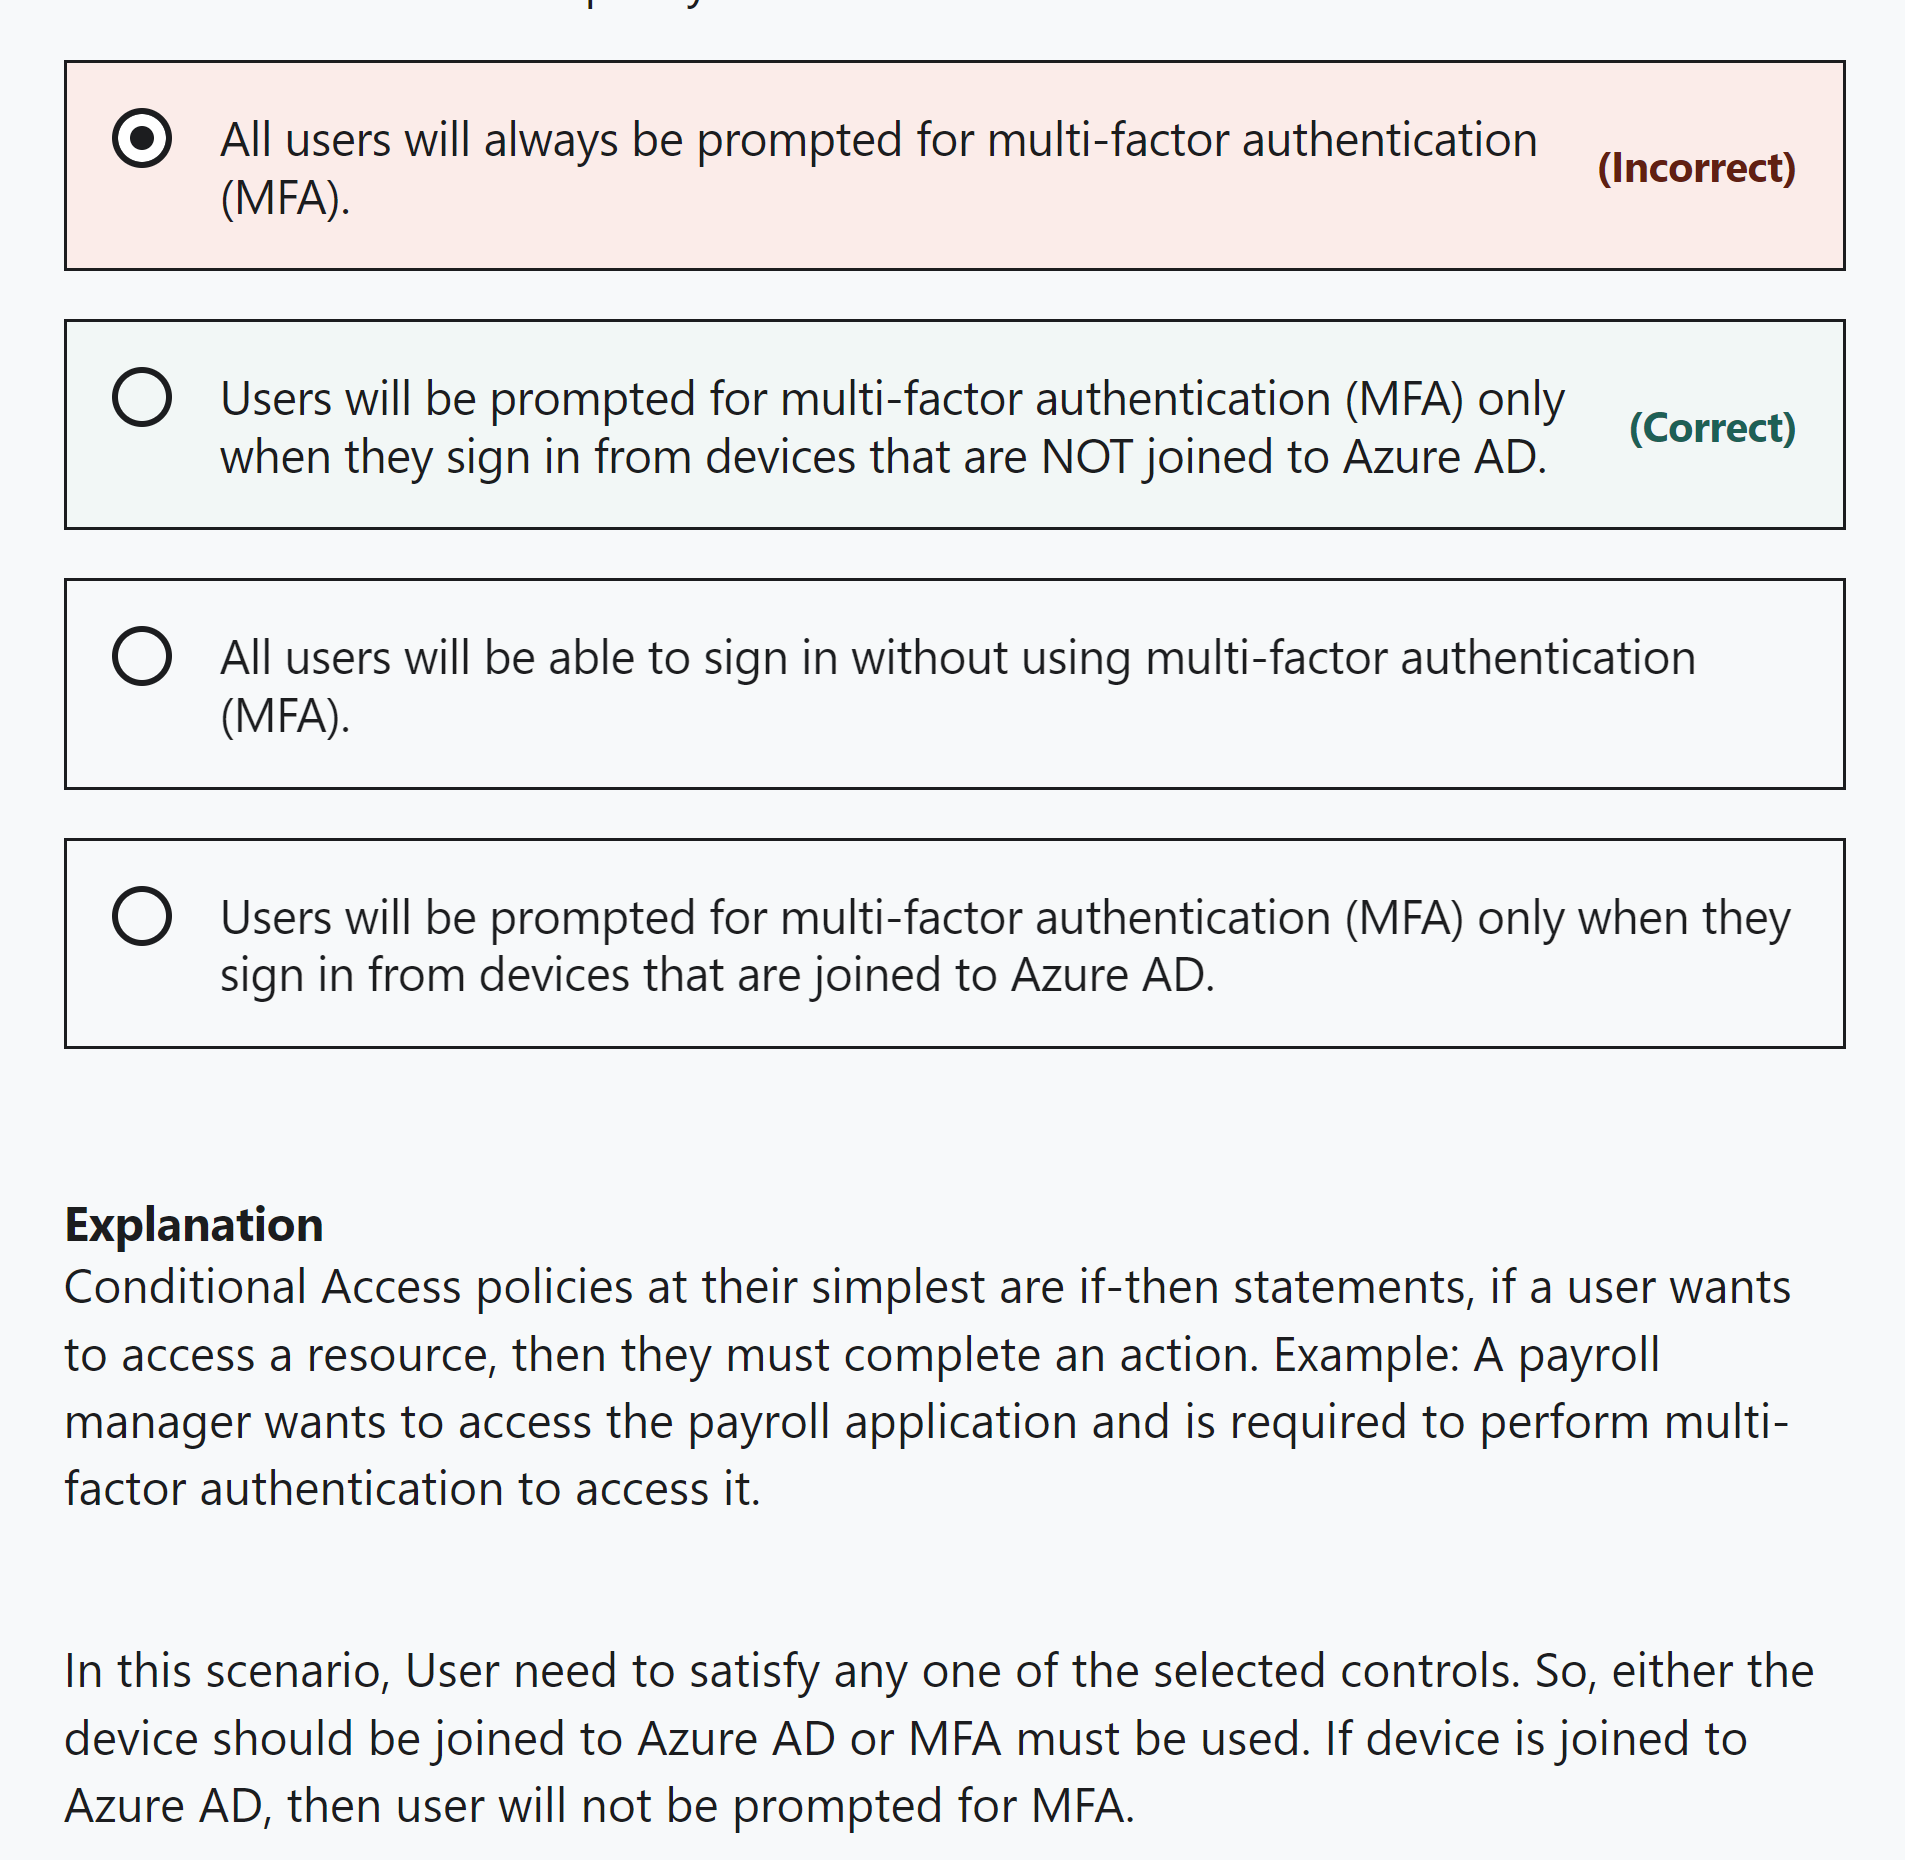 All users will always be prompted for multi-factor authentication
(MFA).
(Incorrect)
Users will be prompted for multi-factor authentication (MFA) only
when they sign in from devices that are NOT joined to Azure AD.
(Correct)
All users will be able to sign in without using multi-factor authentication
(MFA).
Users will be prompted for multi-factor authentication (MFA) only when they
sign in from devices that are joined to Azure AD.
Explanation
Conditional Access policies at their simplest are if-then statements, if a user wants
to access a resource, then they must complete an action. Example: A payroll
manager wants to access the payroll application and is required to perform multi-
factor authentication to access it.
In this scenario, User need to satisfy any one of the selected controls. So, either the
device should be joined to Azure AD or MFA must be used. If device is joined to
Azure AD, then user will not be prompted for MFA.